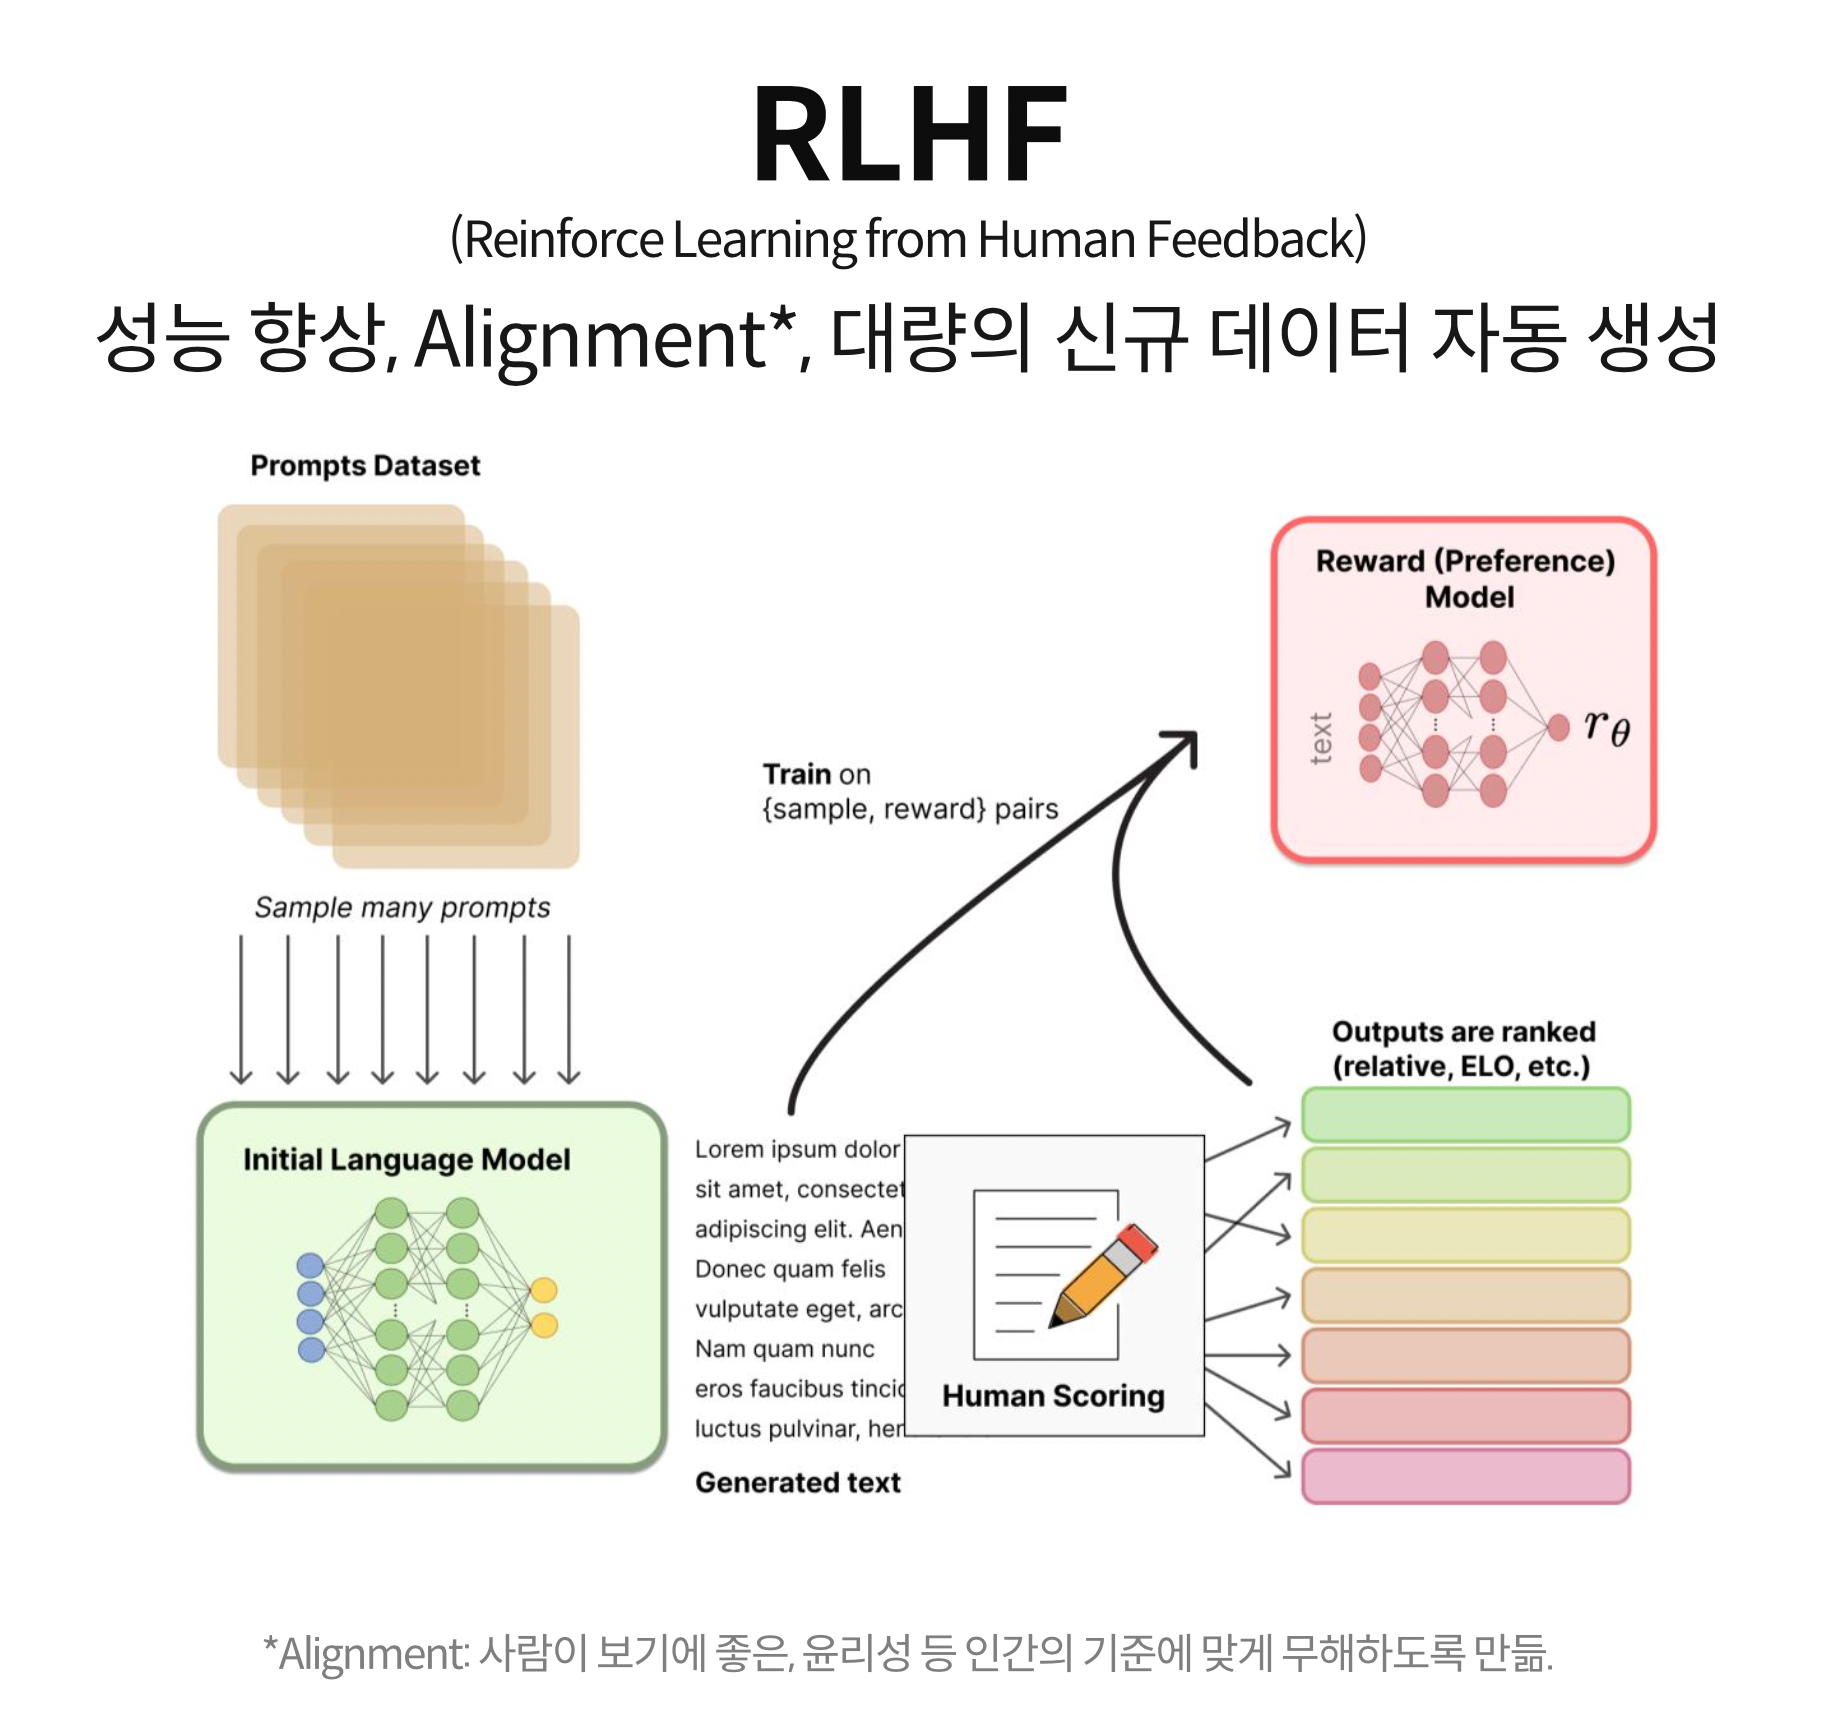 RLHF
(Reinforce Learning from Human Feedback)
성능 향상, Alignment*, 대량의 신규 데이터 자동 생성
Prompts Dataset
Sample many prompts
Initial Language Model
Train on
{sample, reward} pairs
Lorem ipsum dolor
sit amet, consectet
adipiscing elit. Aen
Donec quam felis
vulputate eget, arc
Nam quam nunc
eros faucibus tincid
luctus pulvinar, her
Generated text
Human Scoring
Reward (Preference)
Model
text
rθ
Outputs are ranked
(relative, ELO, etc.)
*Alignment: 사람이 보기에 좋은, 윤리성 등 인간의 기준에 맞게 무해하도록 만듦.